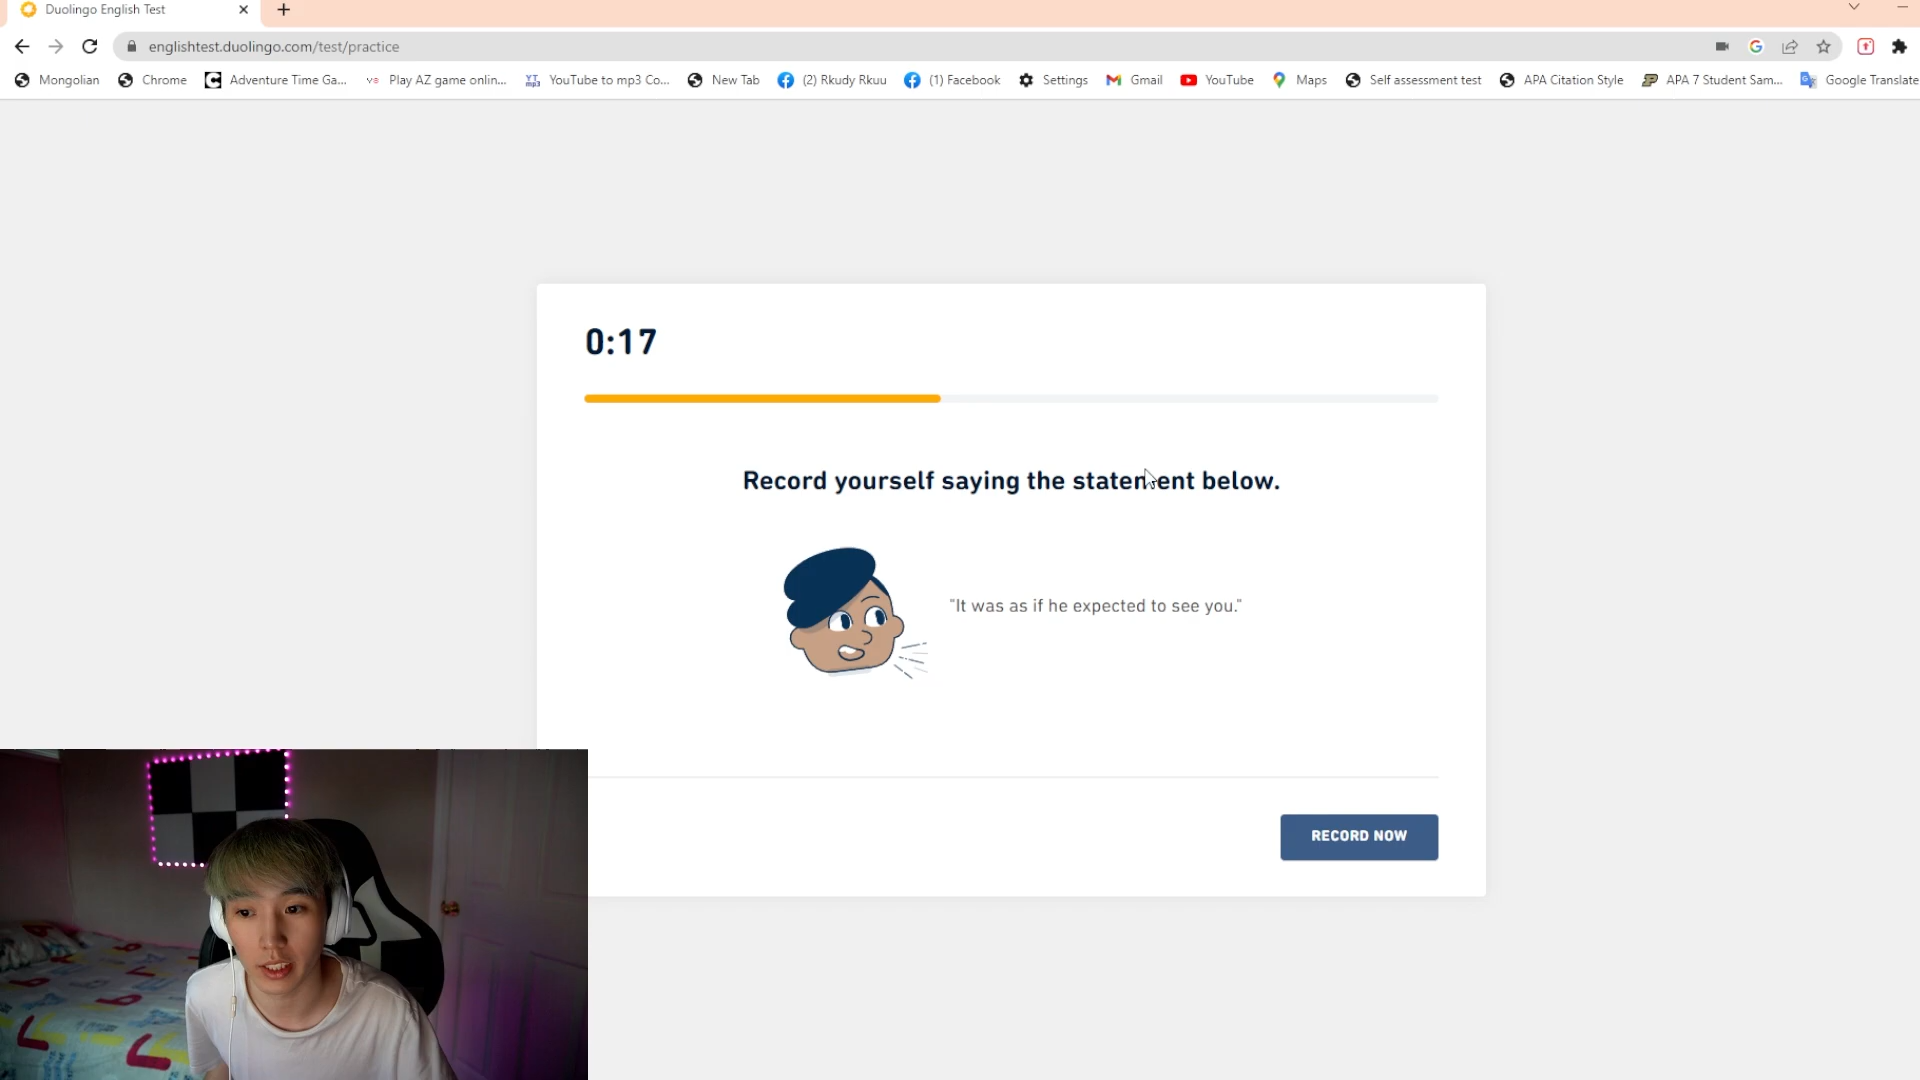 Duolingo English Test
englishtest.duolingo.com/test/practice
Mongolian Chrome Adventure Time Ga... Play AZ game onlin... YT mp3 YouTube to mp3 Co... New Tab (2) Rkudy Rkuu (1) Facebook Settings Gmail YouTube Maps Self assessment test APA Citation Style APA 7 Student Sam... Google Translate
0:17
Record yourself saying the statement below.
"It was as if he expected to see you."
RECORD NOW